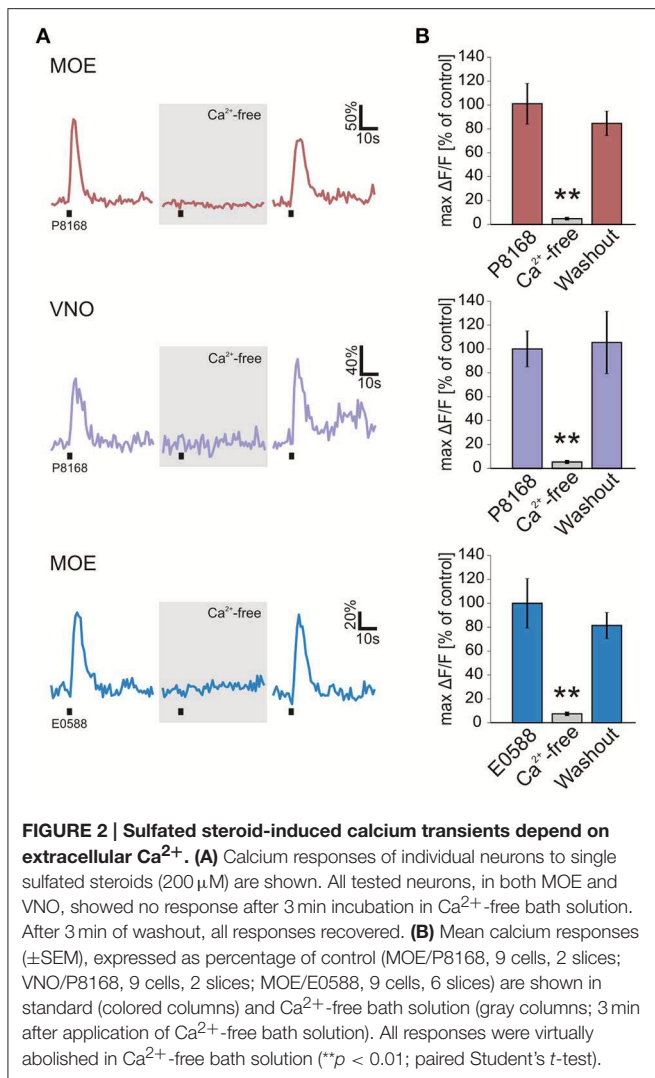 A
B
MOE
Ca²⁺-free
50%
10s
P8168
max ΔF/F [% of control]
140
120
100
80
60
40
20
0
**
P8168
Ca²⁺-free
Washout
VNO
Ca²⁺-free
40%
10s
P8168
max ΔF/F [% of control]
140
120
100
80
60
40
20
0
**
P8168
Ca²⁺-free
Washout
MOE
Ca²⁺-free
20%
10s
E0588
max ΔF/F [% of control]
140
120
100
80
60
40
20
0
**
E0588
Ca²⁺-free
Washout
FIGURE 2 | Sulfated steroid-induced calcium transients depend on
extracellular Ca²⁺. (A) Calcium responses of individual neurons to single
sulfated steroids (200 μM) are shown. All tested neurons, in both MOE and
VNO, showed no response after 3 min incubation in Ca²⁺-free bath solution.
After 3 min of washout, all responses recovered. (B) Mean calcium responses
(±SEM), expressed as percentage of control (MOE/P8168, 9 cells, 2 slices;
VNO/P8168, 9 cells, 2 slices; MOE/E0588, 9 cells, 6 slices) are shown in
standard (colored columns) and Ca²⁺-free bath solution (gray columns; 3 min
after application of Ca²⁺-free bath solution). All responses were virtually
abolished in Ca²⁺-free bath solution (**p < 0.01; paired Student's t-test).